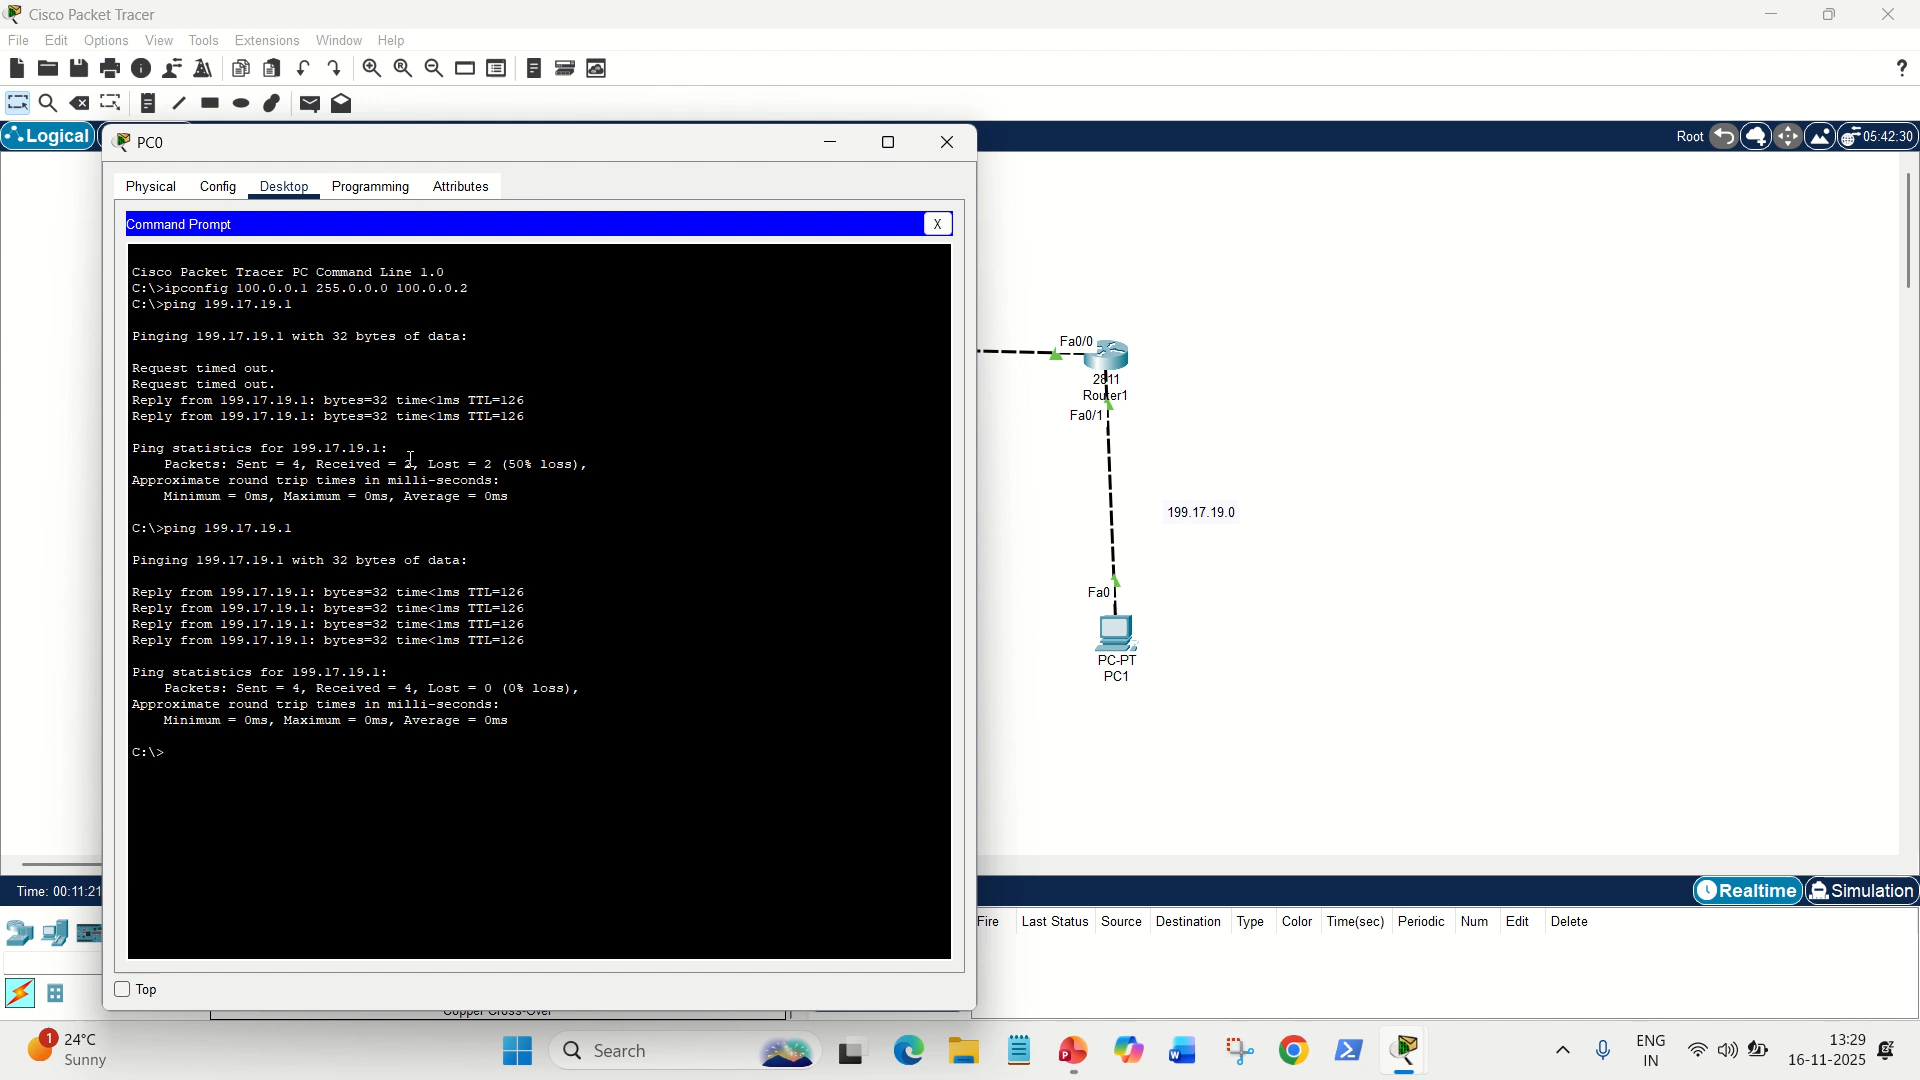 Cisco Packet Tracer
File Edit Options View Tools Extensions Window Help
?
Logical
Root
05:42:30
PC0
Physical Config Desktop Programming Attributes
Command Prompt
X
Cisco Packet Tracer PC Command Line 1.0
C:\>ipconfig 100.0.0.1 255.0.0.0 100.0.0.2
C:\>ping 199.17.19.1
Pinging 199.17.19.1 with 32 bytes of data:
Request timed out.
Request timed out.
Reply from 199.17.19.1: bytes=32 time<1ms TTL=126
Reply from 199.17.19.1: bytes=32 time<1ms TTL=126
Ping statistics for 199.17.19.1:
Packets: Sent = 4, Received = 2, Lost = 2 (50% loss),
Approximate round trip times in milli-seconds:
Minimum = 0ms, Maximum = 0ms, Average = 0ms
C:\>ping 199.17.19.1
Pinging 199.17.19.1 with 32 bytes of data:
Reply from 199.17.19.1: bytes=32 time<1ms TTL=126
Reply from 199.17.19.1: bytes=32 time<1ms TTL=126
Reply from 199.17.19.1: bytes=32 time<1ms TTL=126
Reply from 199.17.19.1: bytes=32 time<1ms TTL=126
Ping statistics for 199.17.19.1:
Packets: Sent = 4, Received = 4, Lost = 0 (0% loss),
Approximate round trip times in milli-seconds:
Minimum = 0ms, Maximum = 0ms, Average = 0ms
C:\>
Top
Fa0/0
2811
Router1
Fa0/1
199.17.19.0
Fa0
PC-PT
PC1
Time: 00:11:21
Realtime
Simulation
Fire Last Status Source Destination Type Color Time(sec) Periodic Num Edit Delete
Copper Cross-Over
1
24°C
Sunny
Search
ENG
IN
13:29
16-11-2025